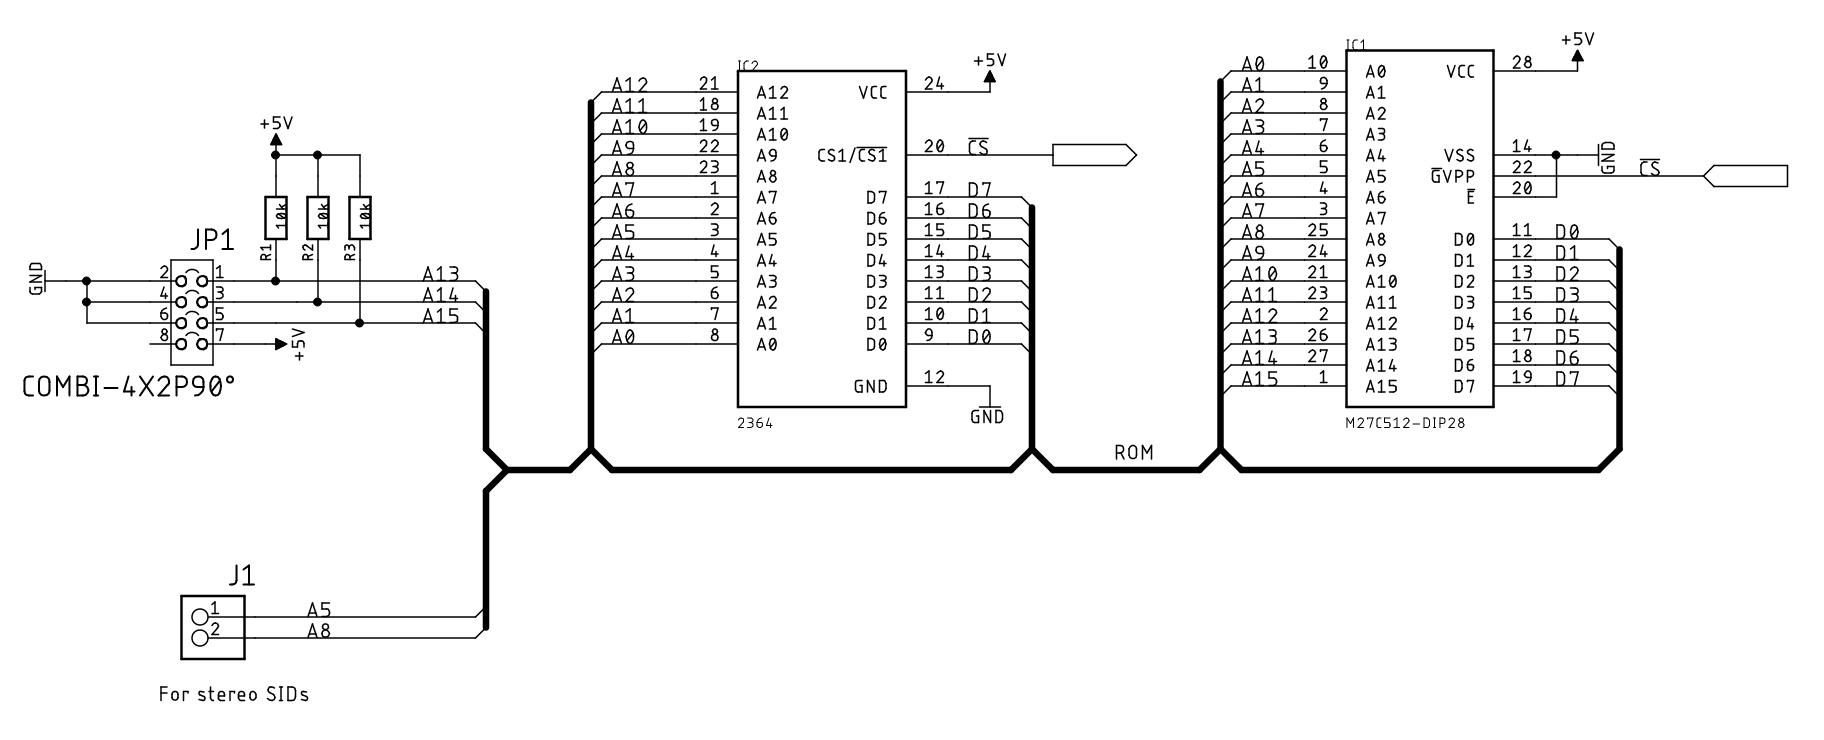 GND
JP1
+5V
10k
10k
10k
R1
R2
R3
2 1
4 3
6 5
8 7
+5V
A13
A14
A15
COMBI-4X2P90°
J1
1 A5
2 A8
For stereo SIDs
IC2
A12 21 A12 VCC 24 +5V
A11 18 A11
A10 19 A10
A9 22 A9 CS1/CS1 20 CS
A8 23 A8
A7 1 A7 D7 17 D7
A6 2 A6 D6 16 D6
A5 3 A5 D5 15 D5
A4 4 A4 D4 14 D4
A3 5 A3 D3 13 D3
A2 6 A2 D2 11 D2
A1 7 A1 D1 10 D1
A0 8 A0 D0 9 D0
GND 12
GND
2364
ROM
IC1
A0 10 A0 VCC 28 +5V
A1 9 A1
A2 8 A2
A3 7 A3
A4 6 A4 VSS 14 GND
A5 5 A5 GVPP 22 CS
A6 4 A6 E 20
A7 3 A7
A8 25 A8 D0 11 D0
A9 24 A9 D1 12 D1
A10 21 A10 D2 13 D2
A11 23 A11 D3 15 D3
A12 2 A12 D4 16 D4
A13 26 A13 D5 17 D5
A14 27 A14 D6 18 D6
A15 1 A15 D7 19 D7
M27C512-DIP28